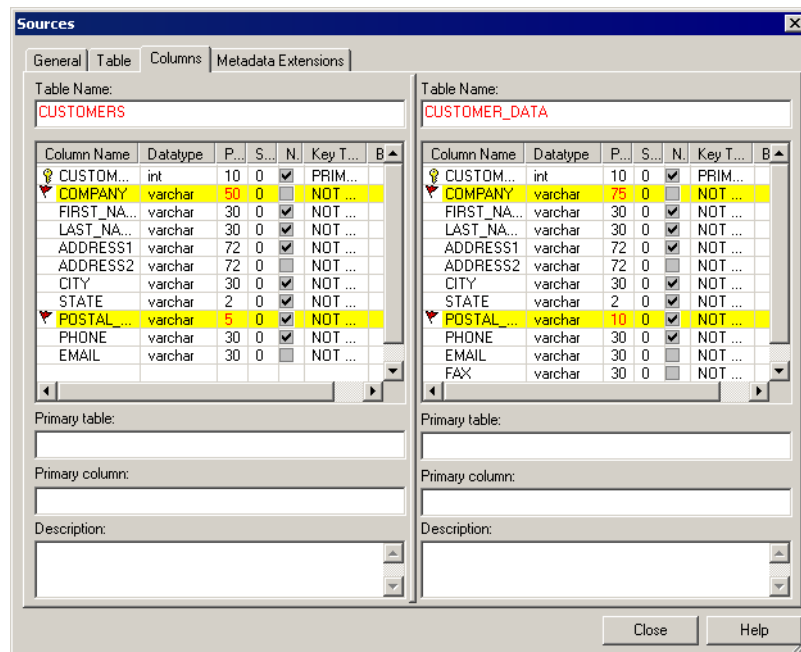 Sources
General Table Columns Metadata Extensions
Table Name:
CUSTOMERS
Column Name Datatype P... S... N. Key T... B
CUSTOM... int 10 0 PRIM...
COMPANY varchar 50 0 NOT ...
FIRST_NA... varchar 30 0 NOT ...
LAST_NA... varchar 30 0 NOT ...
ADDRESS1 varchar 72 0 NOT ...
ADDRESS2 varchar 72 0 NOT ...
CITY varchar 30 0 NOT ...
STATE varchar 2 0 NOT ...
POSTAL_... varchar 5 0 NOT ...
PHONE varchar 30 0 NOT ...
EMAIL varchar 30 0 NOT ...
Primary table:
Primary column:
Description:
Table Name:
CUSTOMER_DATA
Column Name Datatype P... S... N. Key T... B
CUSTOM... int 10 0 PRIM...
COMPANY varchar 75 0 NOT ...
FIRST_NA... varchar 30 0 NOT ...
LAST_NA... varchar 30 0 NOT ...
ADDRESS1 varchar 72 0 NOT ...
ADDRESS2 varchar 72 0 NOT ...
CITY varchar 30 0 NOT ...
STATE varchar 2 0 NOT ...
POSTAL_... varchar 10 0 NOT ...
PHONE varchar 30 0 NOT ...
EMAIL varchar 30 0 NOT ...
FAX varchar 30 0 NOT ...
Primary table:
Primary column:
Description:
Close Help